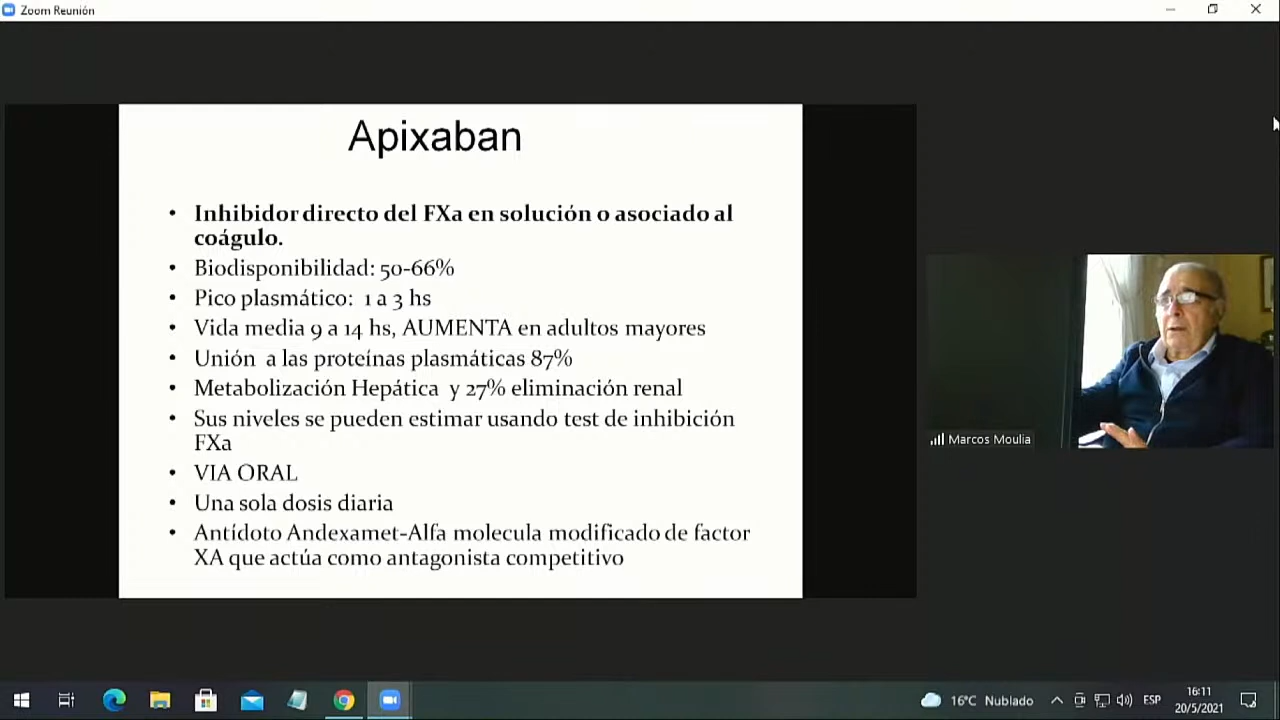 Zoom Reunión
Apixaban
• Inhibidor directo del FXa en solución o asociado al
coágulo.
• Biodisponibilidad: 50-66%
• Pico plasmático: 1 a 3 hs
• Vida media 9 a 14 hs, AUMENTA en adultos mayores
• Unión a las proteínas plasmáticas 87%
• Metabolización Hepática y 27% eliminación renal
• Sus niveles se pueden estimar usando test de inhibición
FXa
• VIA ORAL
• Una sola dosis diaria
• Antídoto Andexamet-Alfa molecula modificado de factor
XA que actúa como antagonista competitivo
Marcos Moulia
16°C Nublado
ESP
16:11
20/5/2021